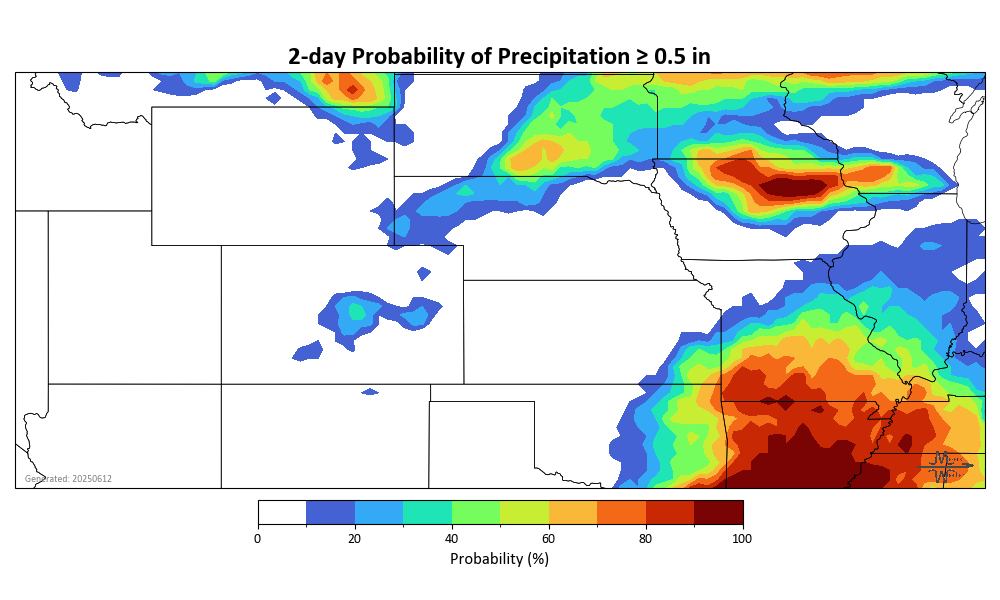 2-day Probability of Precipitation ≥ 0.5 in
Generated: 20250612
0 20 40 60 80 100
Probability (%)